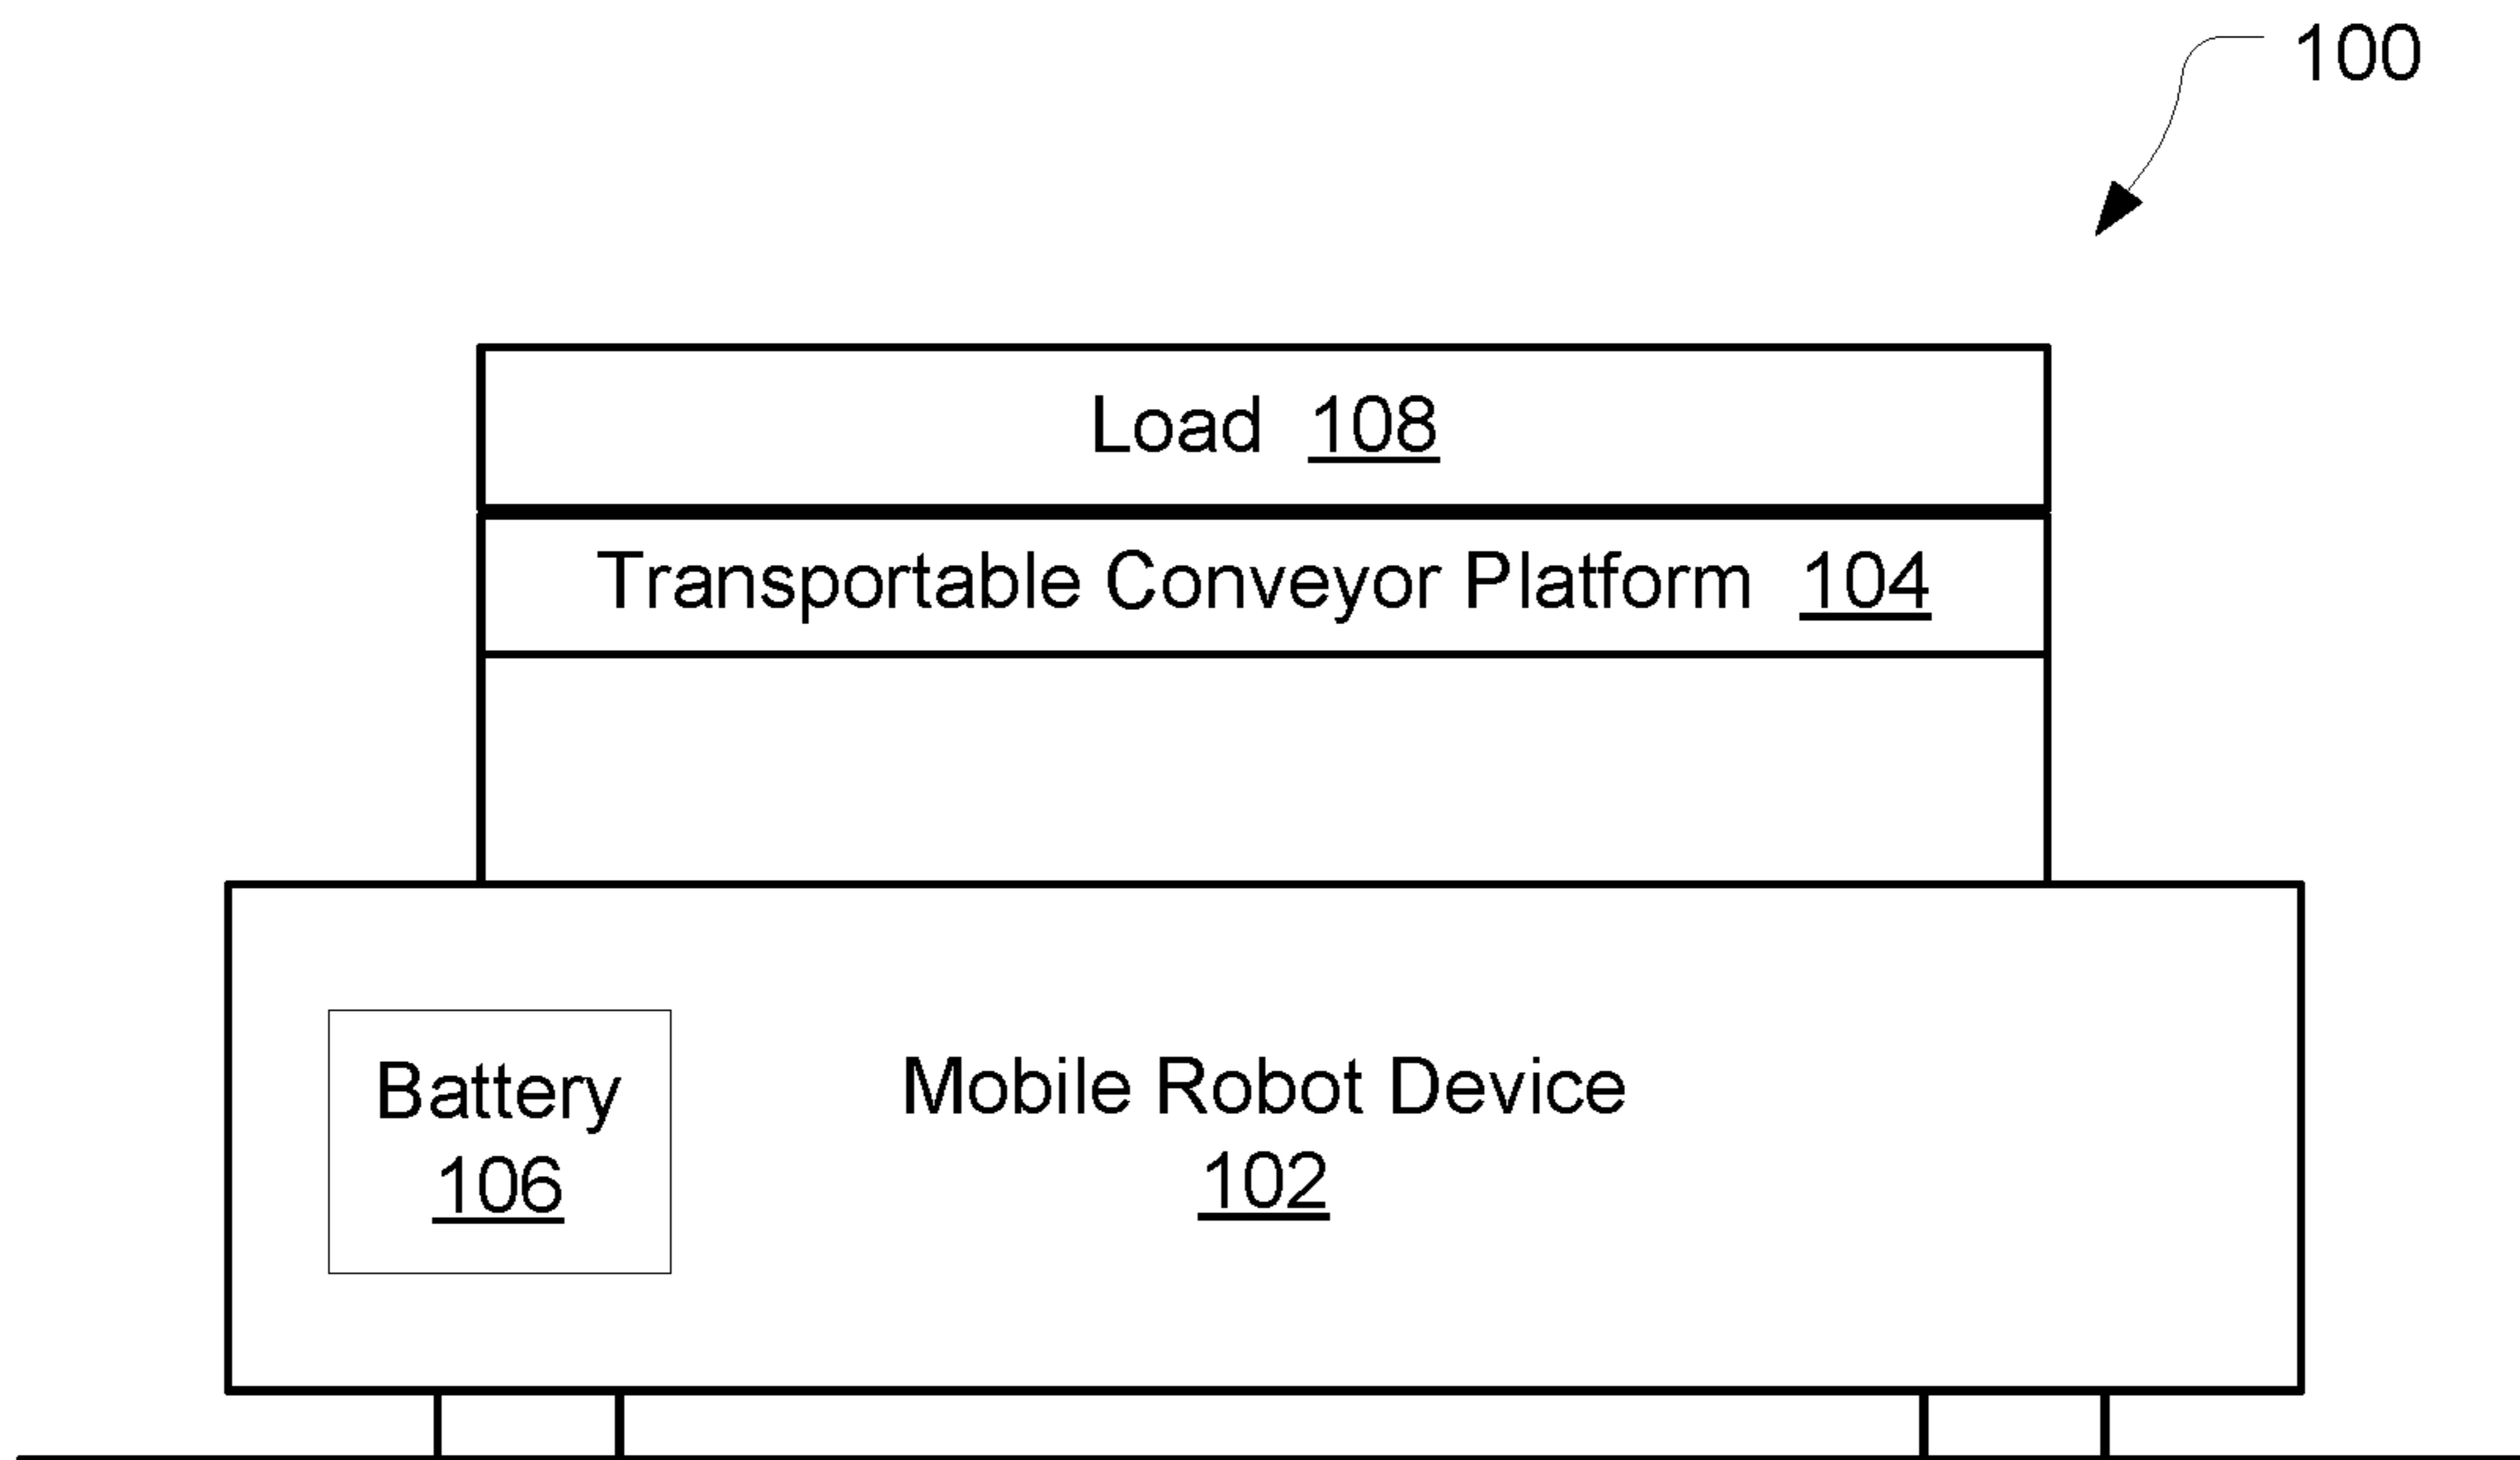 100
Load 108
Transportable Conveyor Platform 104
Battery
106
Mobile Robot Device
102